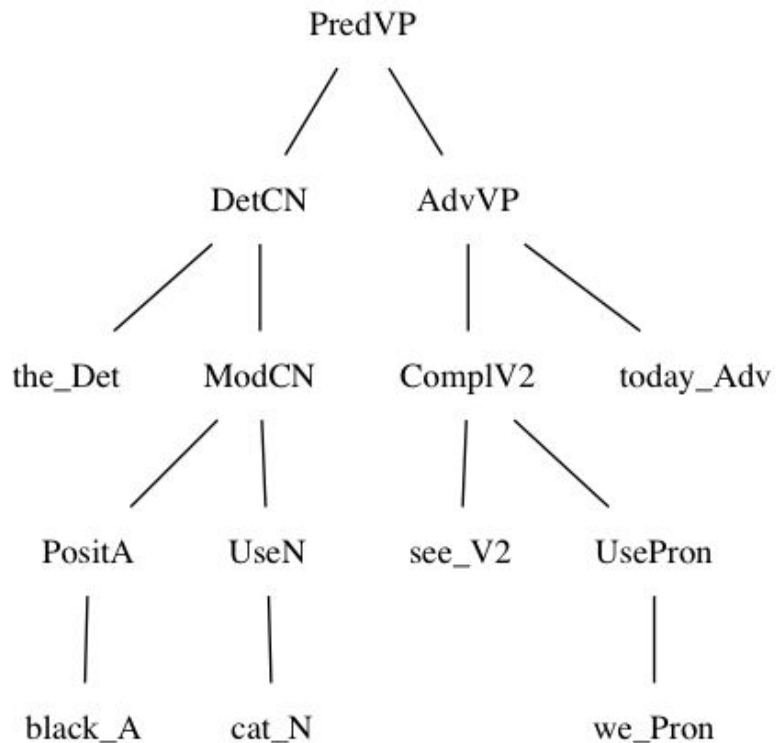 PredVP
DetCN AdvVP
the_Det ModCN ComplV2 today_Adv
PositA UseN see_V2 UsePron
black_A cat_N we_Pron